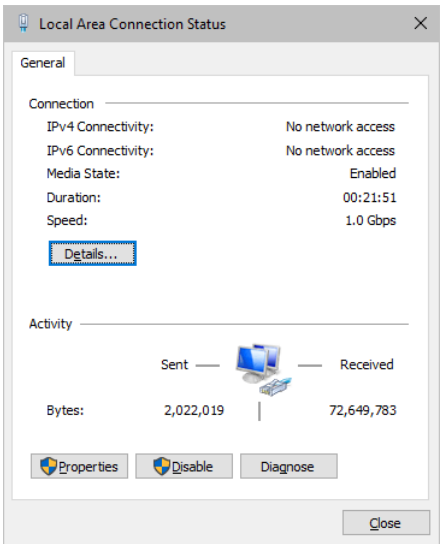 Local Area Connection Status
General
Connection
IPv4 Connectivity: No network access
IPv6 Connectivity: No network access
Media State: Enabled
Duration: 00:21:51
Speed: 1.0 Gbps
Details...
Activity
Sent Received
Bytes: 2,022,019 72,649,783
Properties Disable Diagnose
Close